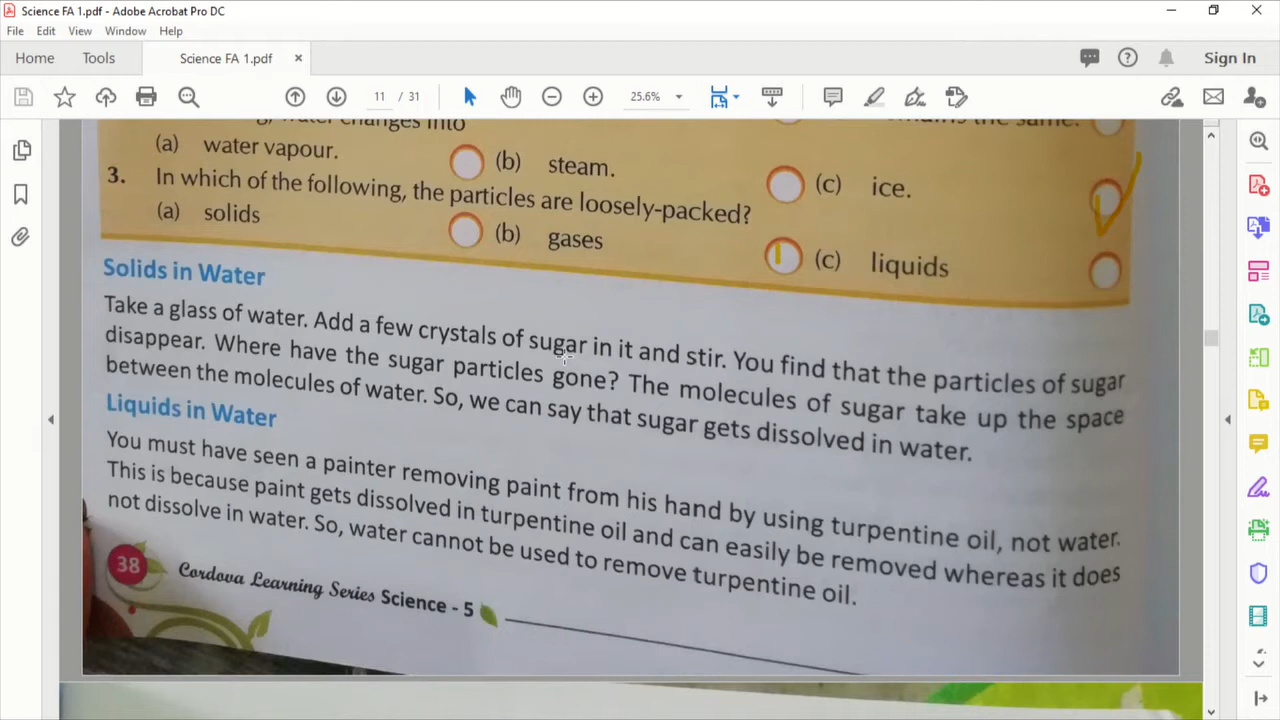 Science FA 1.pdf - Adobe Acrobat Pro DC
File Edit View Window Help
Home Tools Science FA 1.pdf × Sign In
11 / 31 25.6%
water changes into the same.
(a) water vapour. (b) steam. (c) ice.
3. In which of the following, the particles are loosely-packed?
(a) solids (b) gases (c) liquids
Solids in Water
Take a glass of water. Add a few crystals of sugar in it and stir. You find that the particles of sugar
disappear. Where have the sugar particles gone? The molecules of sugar take up the space
between the molecules of water. So, we can say that sugar gets dissolved in water.
Liquids in Water
You must have seen a painter removing paint from his hand by using turpentine oil, not water.
This is because paint gets dissolved in turpentine oil and can easily be removed whereas it does
not dissolve in water. So, water cannot be used to remove turpentine oil.
38 Cordova Learning Series Science - 5